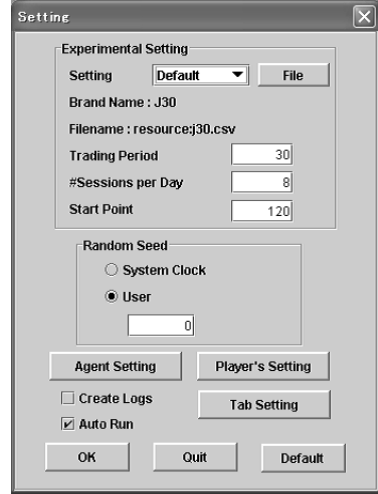 Setting
Experimental Setting
Setting Default File
Brand Name : J30
Filename : resource:j30.csv
Trading Period 30
#Sessions per Day 8
Start Point 120
Random Seed
System Clock
User
0
Agent Setting Player's Setting
Create Logs
Tab Setting
Auto Run
OK Quit Default